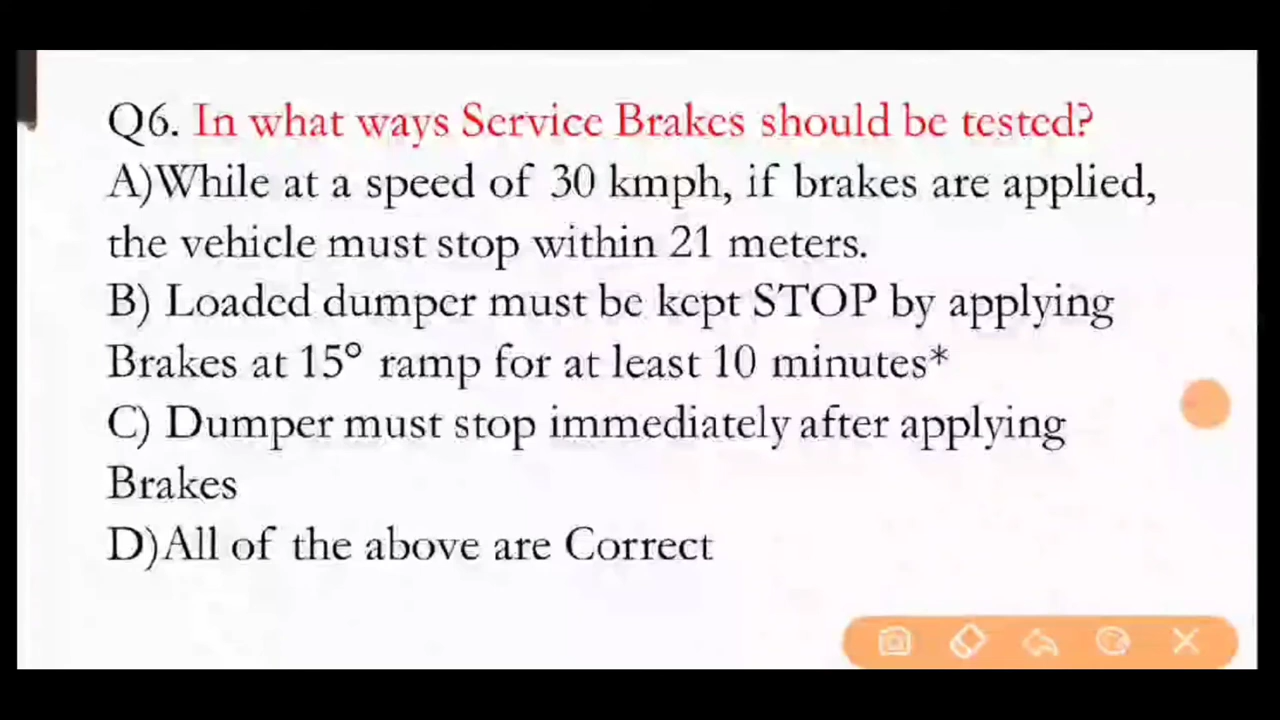 Q6. In what ways Service Brakes should be tested?
A)While at a speed of 30 kmph, if brakes are applied,
the vehicle must stop within 21 meters.
B) Loaded dumper must be kept STOP by applying
Brakes at 15° ramp for at least 10 minutes*
C) Dumper must stop immediately after applying
Brakes
D)All of the above are Correct